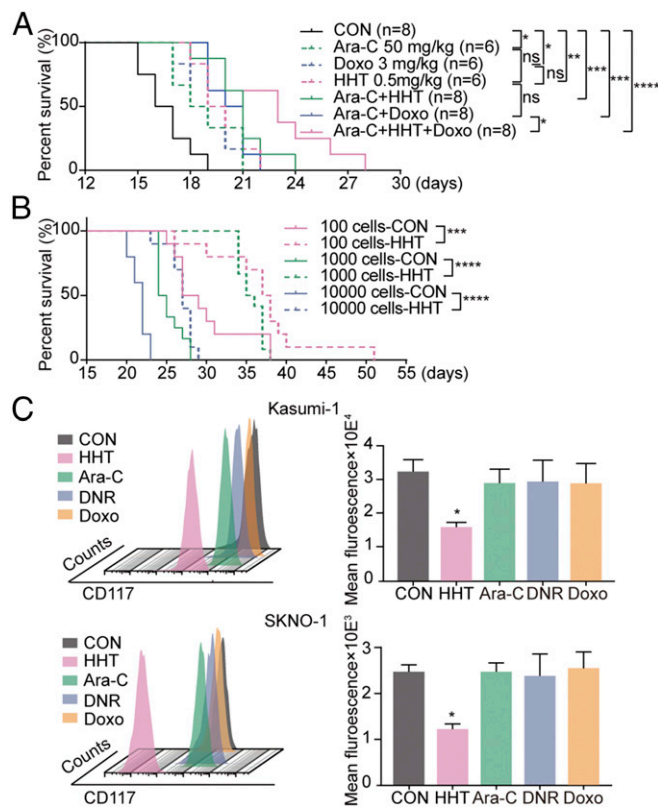 A
Percent survival (%)
100
50
0
12 15 18 21 24 27 30 (days)
CON (n=8)
Ara-C 50 mg/kg (n=6)
Doxo 3 mg/kg (n=6)
HHT 0.5mg/kg (n=6)
Ara-C+HHT (n=8)
Ara-C+Doxo (n=8)
Ara-C+HHT+Doxo (n=8)
* * ** *** *** ****
ns ns
ns
*
B
Percent survival (%)
100
50
0
15 20 25 30 35 40 45 50 55 (days)
100 cells-CON
100 cells-HHT
1000 cells-CON
1000 cells-HHT
10000 cells-CON
10000 cells-HHT
***
****
****
C
Kasumi-1
CON
HHT
Ara-C
DNR
Doxo
Counts
CD117
Mean fluroescence×10E⁴
4
3
2
1
0
*
CON HHT Ara-C DNR Doxo
SKNO-1
CON
HHT
Ara-C
DNR
Doxo
Counts
CD117
Mean fluroescence×10E³
3
2
1
0
*
CON HHT Ara-C DNR Doxo